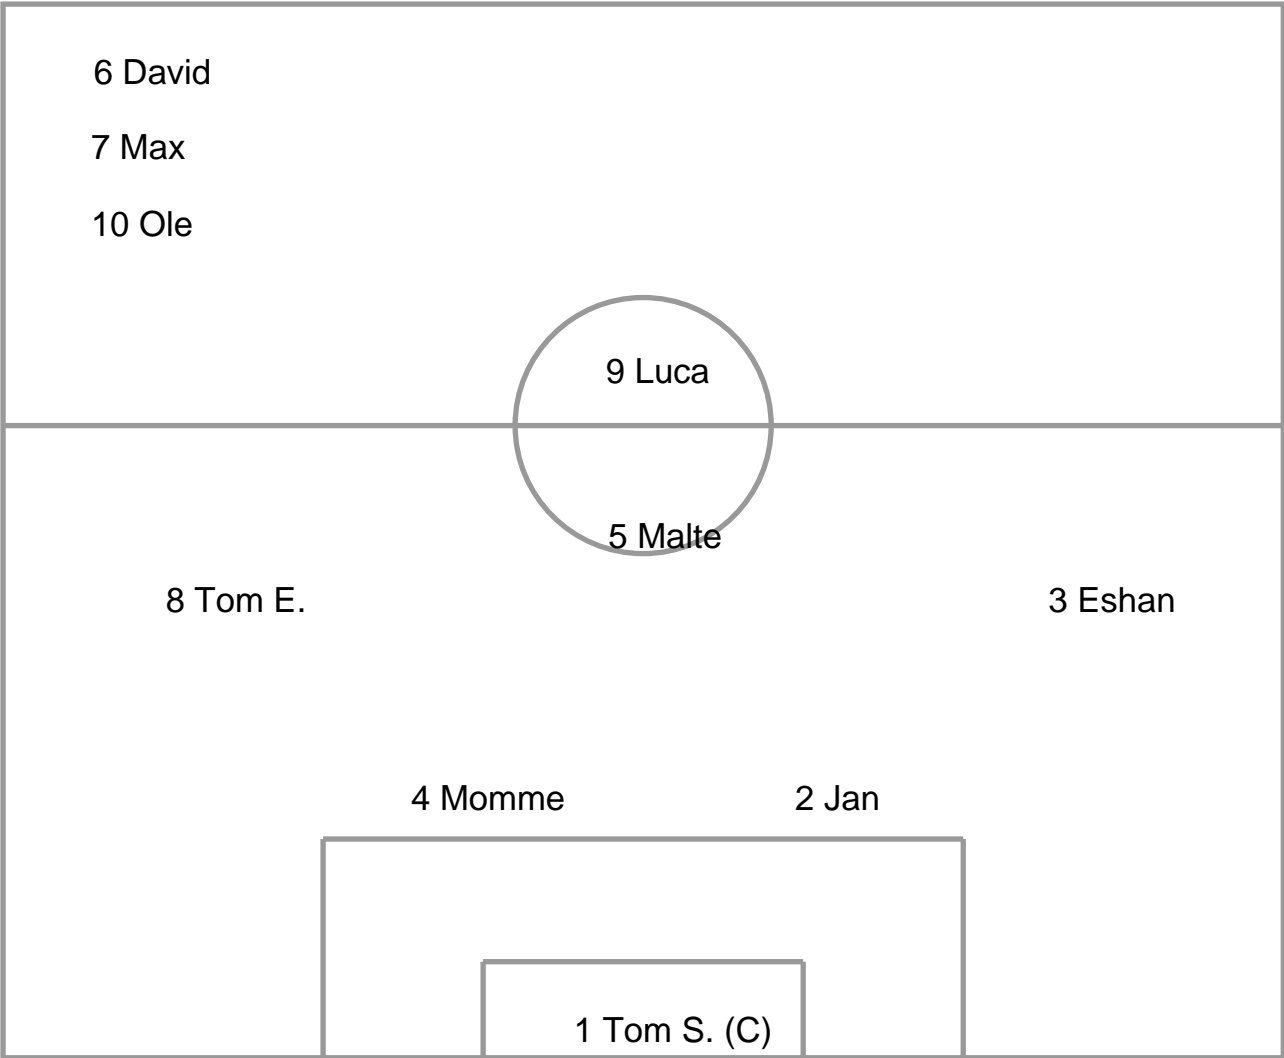 6 David
7 Max
10 Ole
9 Luca
5 Malte
8 Tom E.
3 Eshan
4 Momme
2 Jan
1 Tom S. (C)